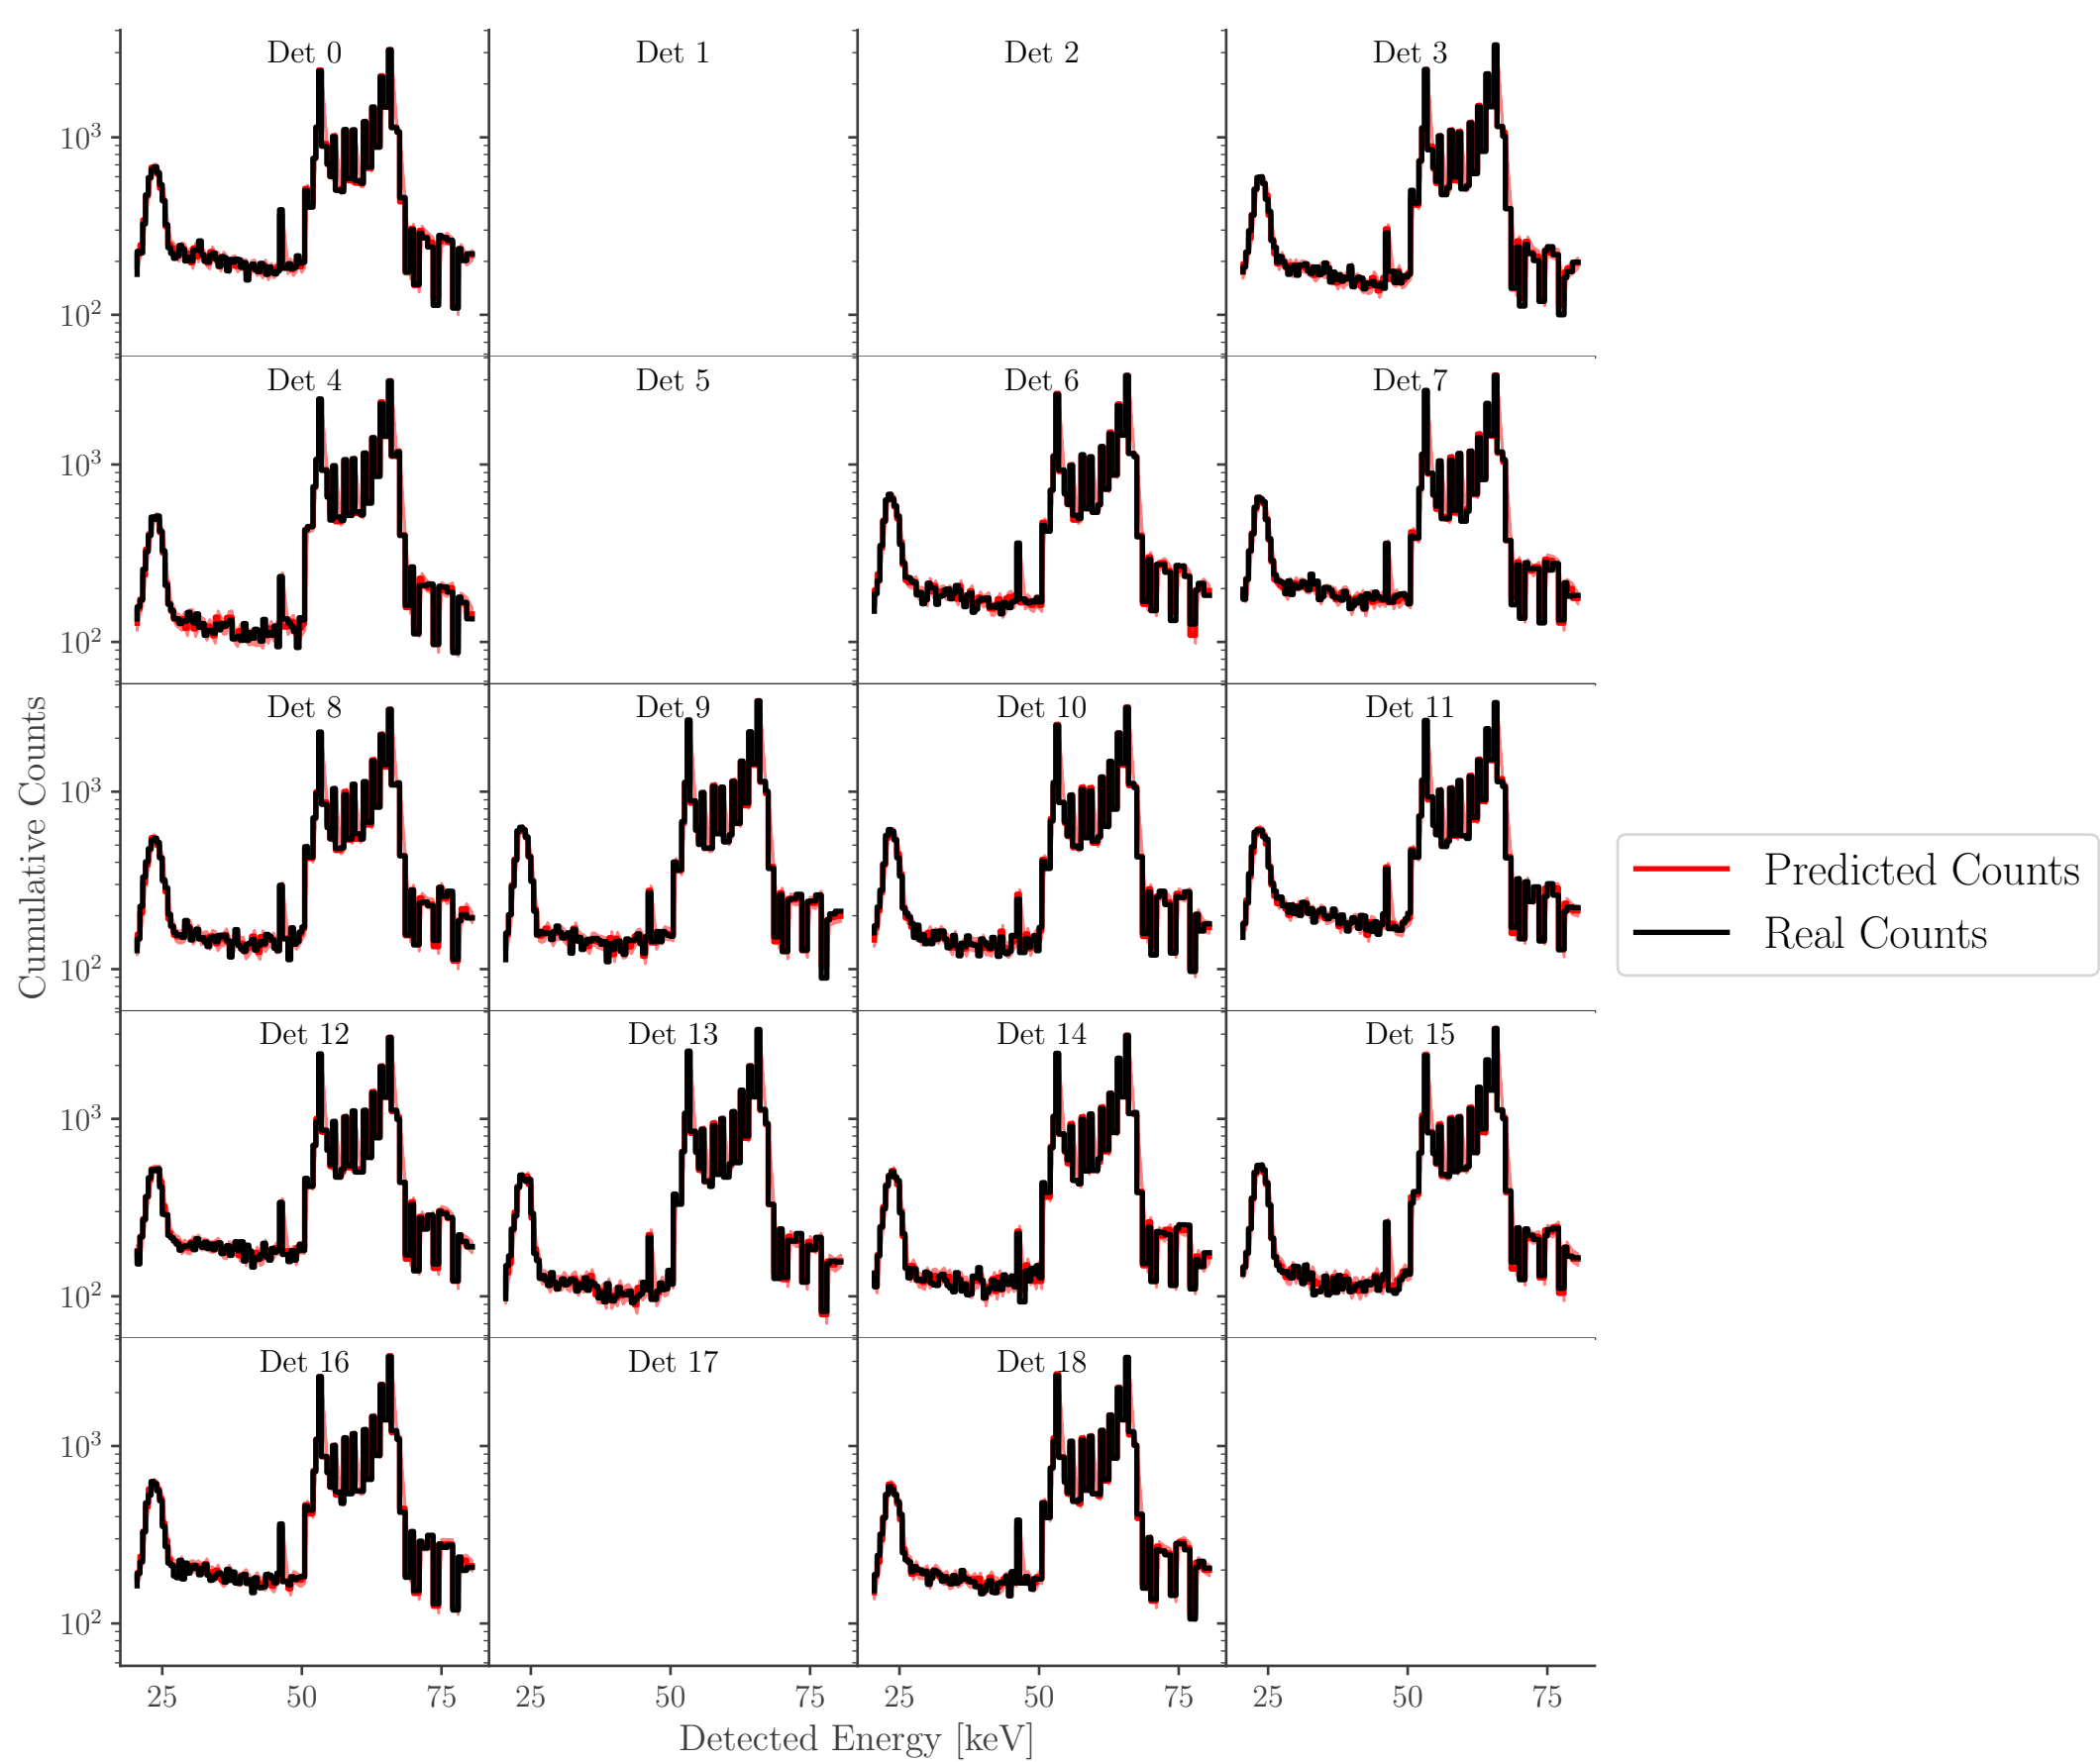 Det 0
Det 1
Det 2
Det 3
10³
10²
Det 4
Det 5
Det 6
Det 7
10³
10²
Det 8
Det 9
Det 10
Det 11
10³
10²
Det 12
Det 13
Det 14
Det 15
10³
10²
Det 16
Det 17
Det 18
10³
10²
25 50 75 25 50 75 25 50 75 25 50 75
Detected Energy [keV]
Cumulative Counts
Predicted Counts
Real Counts